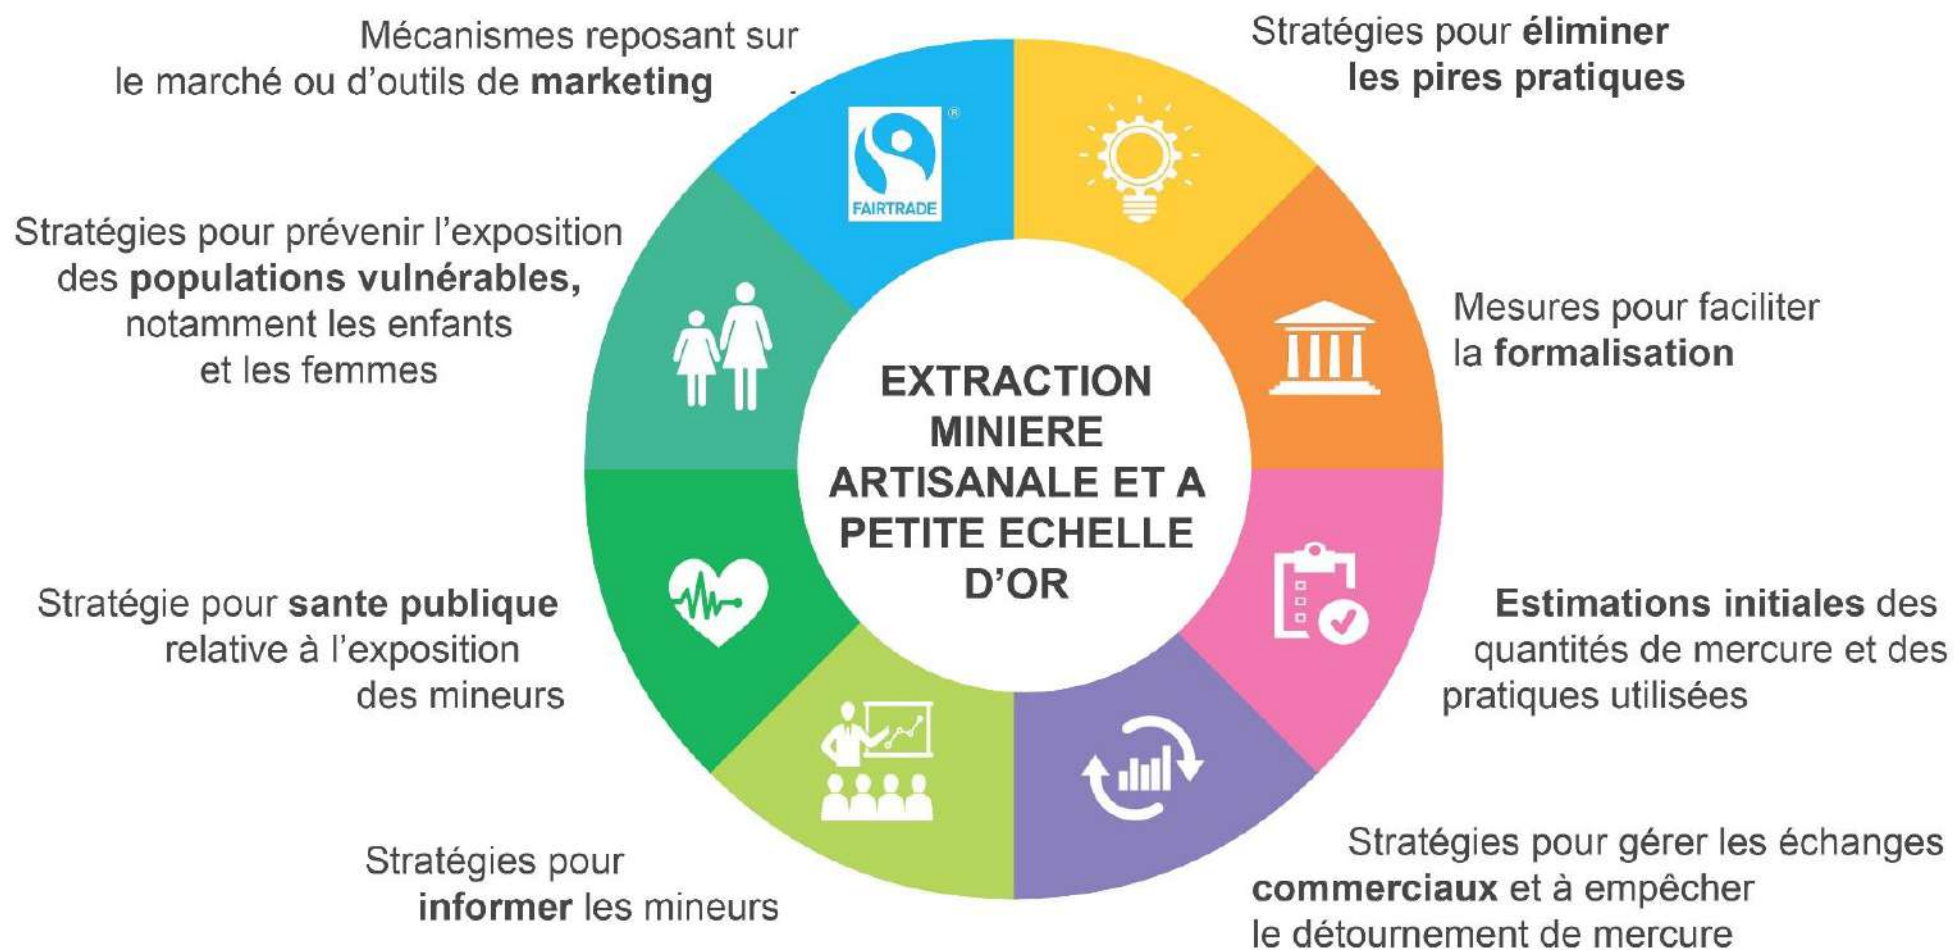 Mécanismes reposant sur
le marché ou d'outils de marketing
Stratégies pour éliminer
les pires pratiques
®
FAIRTRADE
Stratégies pour prévenir l'exposition
des populations vulnérables,
notamment les enfants
et les femmes
Mesures pour faciliter
la formalisation
EXTRACTION
MINIERE
ARTISANALE ET A
PETITE ECHELLE
D'OR
Stratégie pour sante publique
relative à l'exposition
des mineurs
Estimations initiales des
quantités de mercure et des
pratiques utilisées
Stratégies pour
informer les mineurs
Stratégies pour gérer les échanges
commerciaux et à empêcher
le détournement de mercure